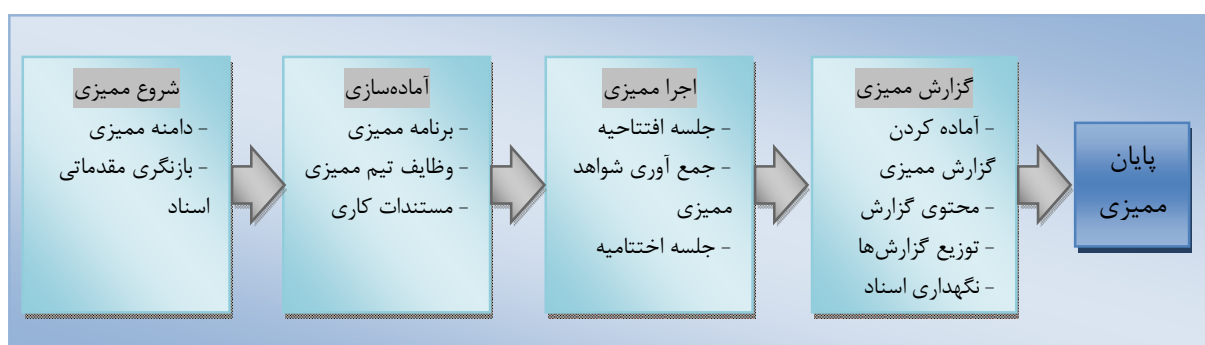 شروع ممیزی
- دامنه ممیزی
- بازنگری مقدماتی
اسناد
آماده‌سازی
- برنامه ممیزی
- وظایف تیم ممیزی
- مستندات کاری
اجرا ممیزی
- جلسه افتتاحیه
- جمع آوری شواهد
ممیزی
- جلسه اختتامیه
گزارش ممیزی
- آماده کردن
گزارش ممیزی
- محتوی گزارش
- توزیع گزارش‌ها
- نگهداری اسناد
پایان
ممیزی